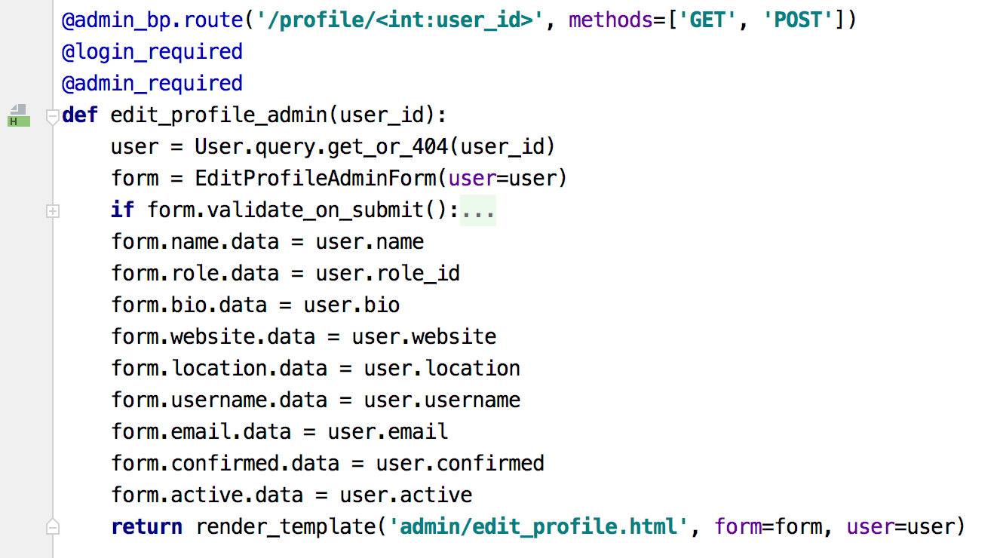 @admin_bp.route('/profile/<int:user_id>', methods=['GET', 'POST'])
@login_required
@admin_required
H
def edit_profile_admin(user_id):
    user = User.query.get_or_404(user_id)
    form = EditProfileAdminForm(user=user)
    if form.validate_on_submit():...
    form.name.data = user.name
    form.role.data = user.role_id
    form.bio.data = user.bio
    form.website.data = user.website
    form.location.data = user.location
    form.username.data = user.username
    form.email.data = user.email
    form.confirmed.data = user.confirmed
    form.active.data = user.active
    return render_template('admin/edit_profile.html', form=form, user=user)